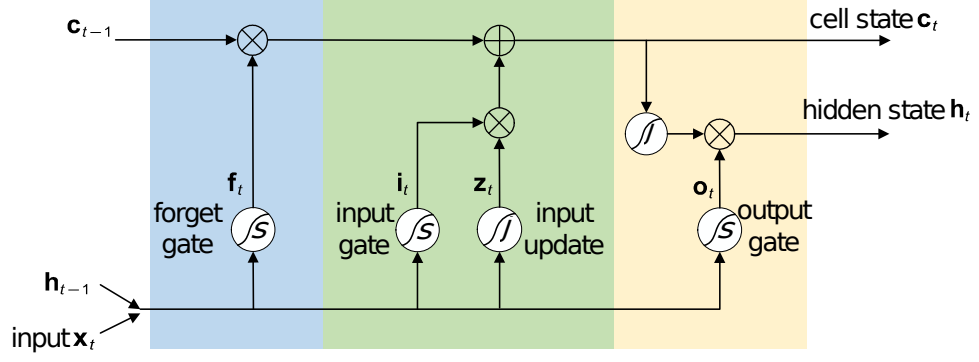 c_{t−1}
cell state c_t
hidden state h_t
f_t
i_t
z_t
o_t
forget
gate
S
input
gate
S
J
input
update
S
output
gate
J
h_{t−1}
input x_t